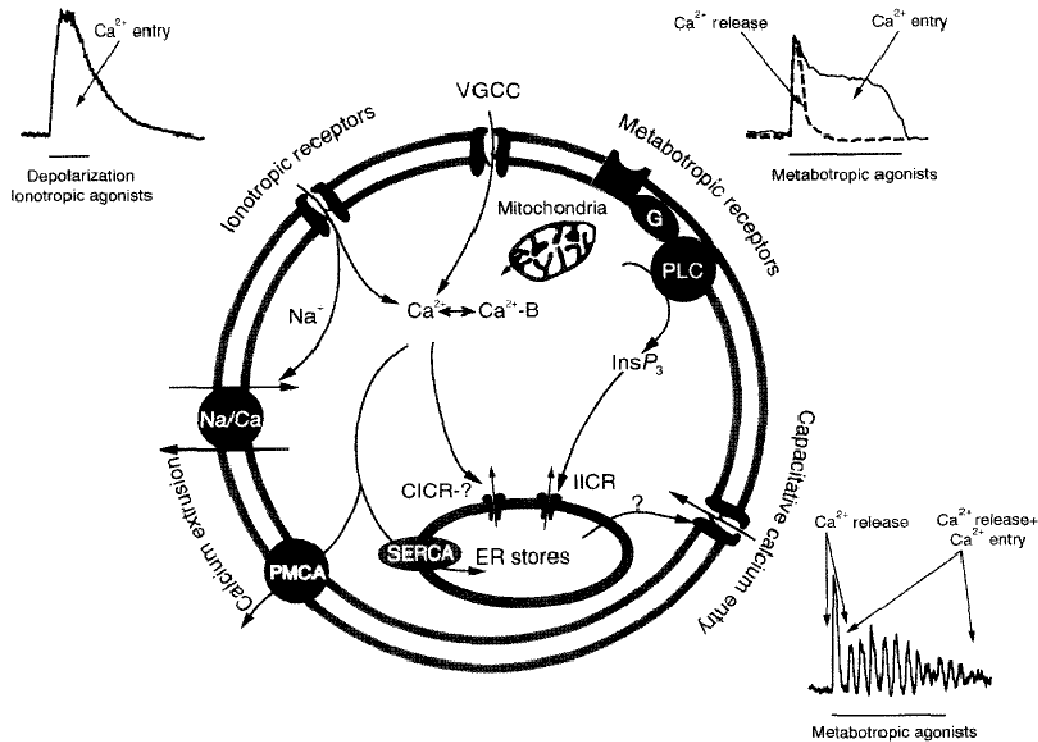 Ca²⁺ entry
Depolarization
Ionotropic agonists
Ca²⁺ release
Ca²⁺
entry
Metabotropic agonists
VGCC
Ionotropic receptors
Metabotropic receptors
Mitochondria
G
PLC
Ca²⁺ Ca²⁺-B
Na⁺
InsP₃
Na/Ca
Calcium extrusion
CICR-?
IICR
?
SERCA
ER stores
PMCA
Capacitative calcium entry
Ca²⁺ release
Ca²⁺ release+
Ca²⁺ entry
Metabotropic agonists